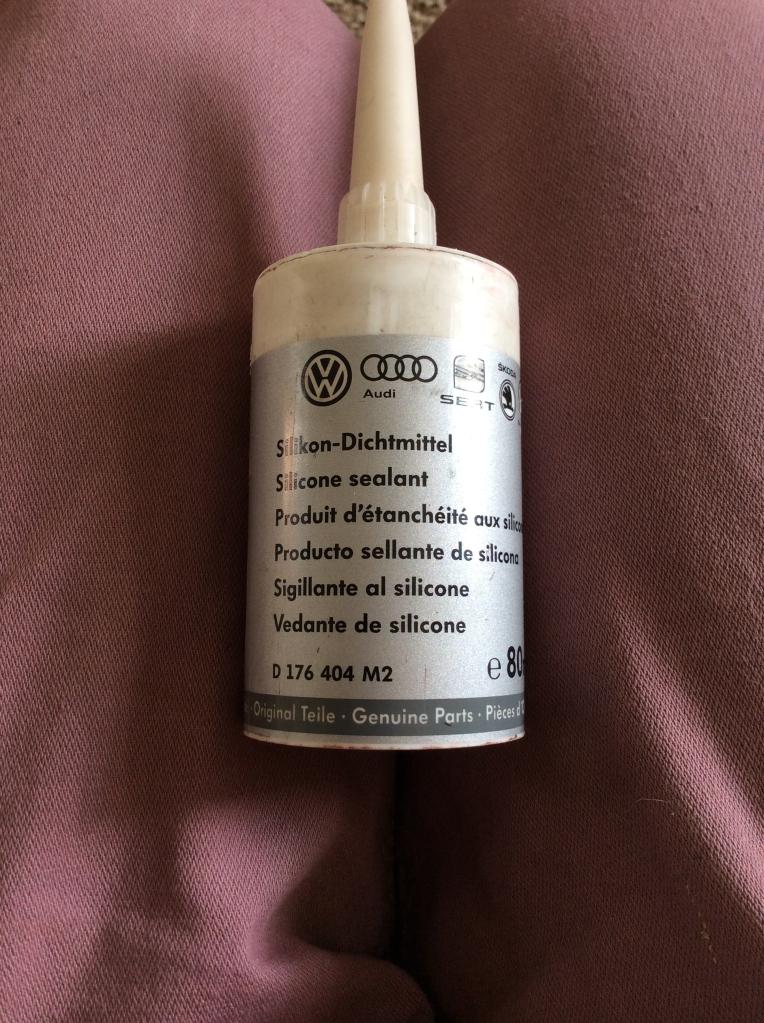 Audi
SEAT
ŠKODA
Silikon-Dichtmittel
Silicone sealant
Produit d'étanchéité aux
Producto sellante de silicona
Sigillante al silicone
Vedante de silicone
D 176 404 M2
e 80
· Original Teile · Genuine Parts · Pièces